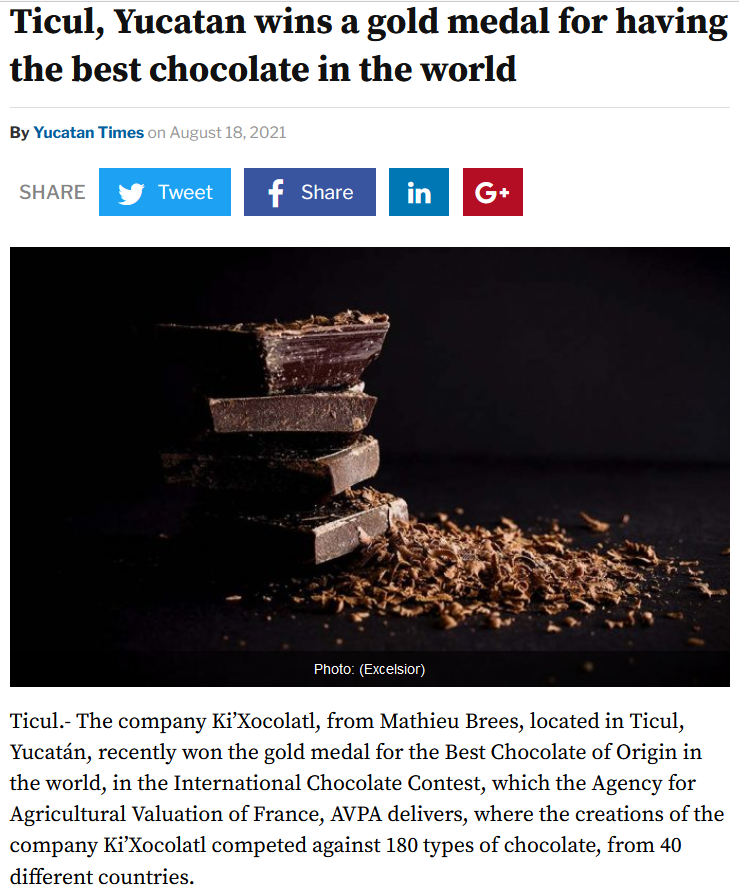 Ticul, Yucatan wins a gold medal for having
the best chocolate in the world
By Yucatan Times on August 18, 2021
SHARE Tweet Share in G+
Photo: (Excelsior)
Ticul.- The company Ki’Xocolatl, from Mathieu Brees, located in Ticul,
Yucatán, recently won the gold medal for the Best Chocolate of Origin in
the world, in the International Chocolate Contest, which the Agency for
Agricultural Valuation of France, AVPA delivers, where the creations of the
company Ki’Xocolatl competed against 180 types of chocolate, from 40
different countries.